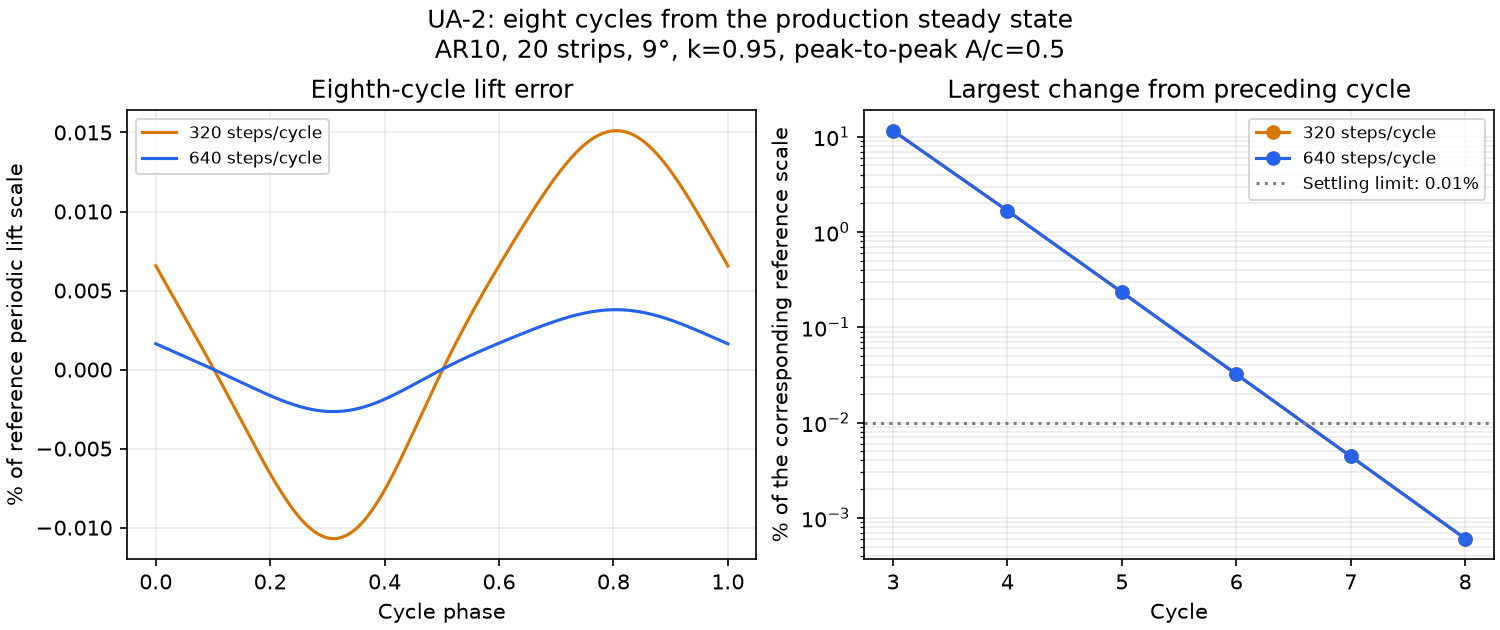 UA-2: eight cycles from the production steady state
AR10, 20 strips, 9°, k=0.95, peak-to-peak A/c=0.5
Eighth-cycle lift error
% of reference periodic lift scale
0.015
0.010
0.005
0.000
−0.005
−0.010
320 steps/cycle
640 steps/cycle
0.0 0.2 0.4 0.6 0.8 1.0
Cycle phase
Largest change from preceding cycle
% of the corresponding reference scale
10¹
10⁰
10⁻¹
10⁻²
10⁻³
320 steps/cycle
640 steps/cycle
Settling limit: 0.01%
3 4 5 6 7 8
Cycle